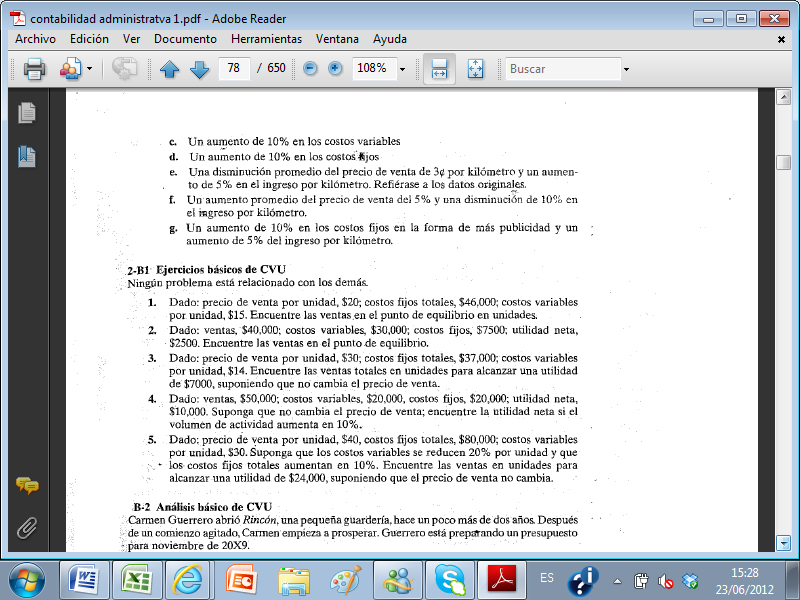 contabilidad administratva 1.pdf - Adobe Reader
Archivo Edición Ver Documento Herramientas Ventana Ayuda
78 / 650 108% Buscar
c. Un aumento de 10% en los costos variables
d. Un aumento de 10% en los costos fijos
e. Una disminución promedio del precio de venta de 3¢ por kilómetro y un aumen-
to de 5% en el ingreso por kilómetro. Refiérase a los datos originales.
f. Un aumento promedio del precio de venta del 5% y una disminución de 10% en
el ingreso por kilómetro.
g. Un aumento de 10% en los costos fijos en la forma de más publicidad y un
aumento de 5% del ingreso por kilómetro.
2-B1 Ejercicios básicos de CVU
Ningún problema está relacionado con los demás.
1. Dado: precio de venta por unidad, $20; costos fijos totales, $46,000; costos variables
por unidad, $15. Encuentre las ventas en el punto de equilibrio en unidades.
2. Dado: ventas, $40,000; costos variables, $30,000; costos fijos, $7500; utilidad neta,
$2500. Encuentre las ventas en el punto de equilibrio.
3. Dado: precio de venta por unidad, $30; costos fijos totales, $37,000; costos variables
por unidad, $14. Encuentre las ventas totales en unidades para alcanzar una utilidad
de $7000, suponiendo que no cambia el precio de venta.
4. Dado: ventas, $50,000; costos variables, $20,000, costos fijos, $20,000; utilidad neta,
$10,000. Suponga que no cambia el precio de venta; encuentre la utilidad neta si el
volumen de actividad aumenta en 10%.
5. Dado: precio de venta por unidad, $40, costos fijos totales, $80,000; costos variables
por unidad, $30. Suponga que los costos variables se reducen 20% por unidad y que
los costos fijos totales aumentan en 10%. Encuentre las ventas en unidades para
alcanzar una utilidad de $24,000, suponiendo que el precio de venta no cambia.
B-2 Análisis básico de CVU
Carmen Guerrero abrió Rincón, una pequeña guardería, hace un poco más de dos años. Después
de un comienzo agitado, Carmen empieza a prosperar. Guerrero está preparando un presupuesto
para noviembre de 20X9.
ES 15:28
23/06/2012